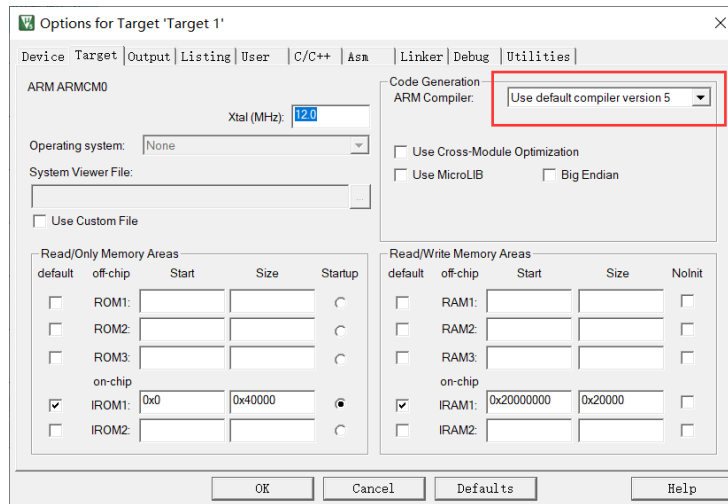 Options for Target 'Target 1'
Device Target Output Listing User C/C++ Asm Linker Debug Utilities
ARM ARMCM0
Xtal (MHz): 12.0
Operating system: None
System Viewer File:
...
Use Custom File
Code Generation
ARM Compiler: Use default compiler version 5
Use Cross-Module Optimization
Use MicroLIB Big Endian
Read/Only Memory Areas
default off-chip Start Size Startup
ROM1:
ROM2:
ROM3:
on-chip
IROM1: 0x0 0x40000
IROM2:
Read/Write Memory Areas
default off-chip Start Size NoInit
RAM1:
RAM2:
RAM3:
on-chip
IRAM1: 0x20000000 0x20000
IRAM2:
OK Cancel Defaults Help